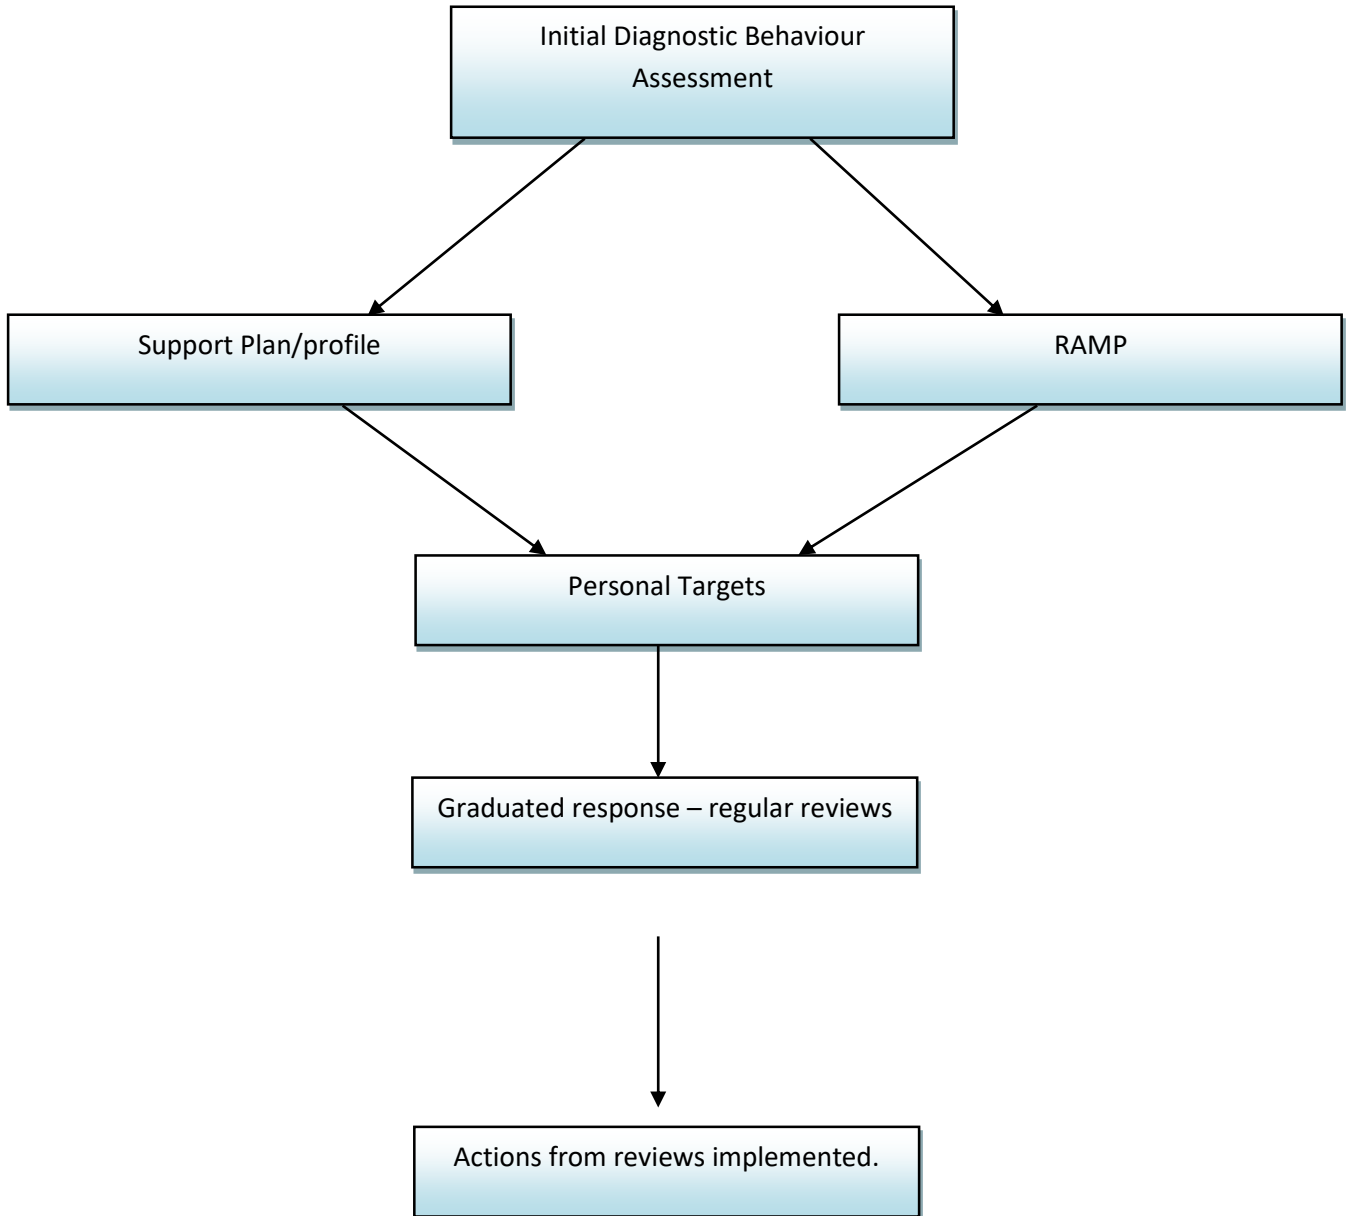 Initial Diagnostic Behaviour
Assessment
Support Plan/profile
RAMP
Personal Targets
Graduated response – regular reviews
Actions from reviews implemented.